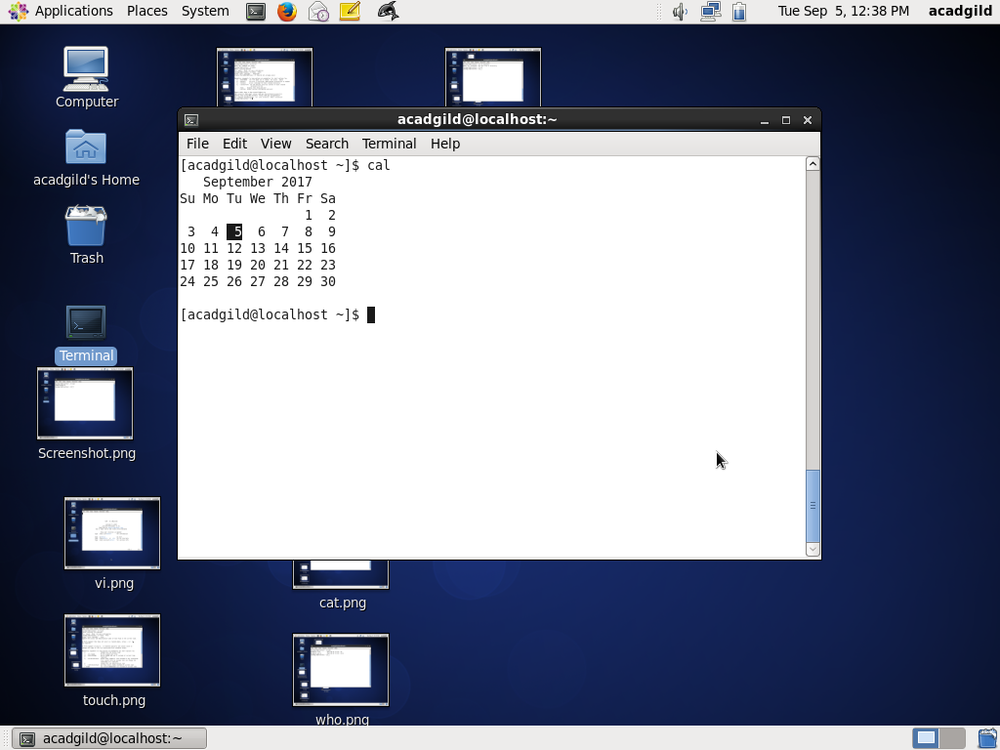 Applications Places System Tue Sep  5, 12:38 PM acadgild
Computer
acadgild's Home
Trash
Terminal
Screenshot.png
vi.png
touch.png
cat.png
who.png
acadgild@localhost:~
File Edit View Search Terminal Help
[acadgild@localhost ~]$ cal
   September 2017
Su Mo Tu We Th Fr Sa
                1  2
 3  4  5  6  7  8  9
10 11 12 13 14 15 16
17 18 19 20 21 22 23
24 25 26 27 28 29 30
[acadgild@localhost ~]$
acadgild@localhost:~